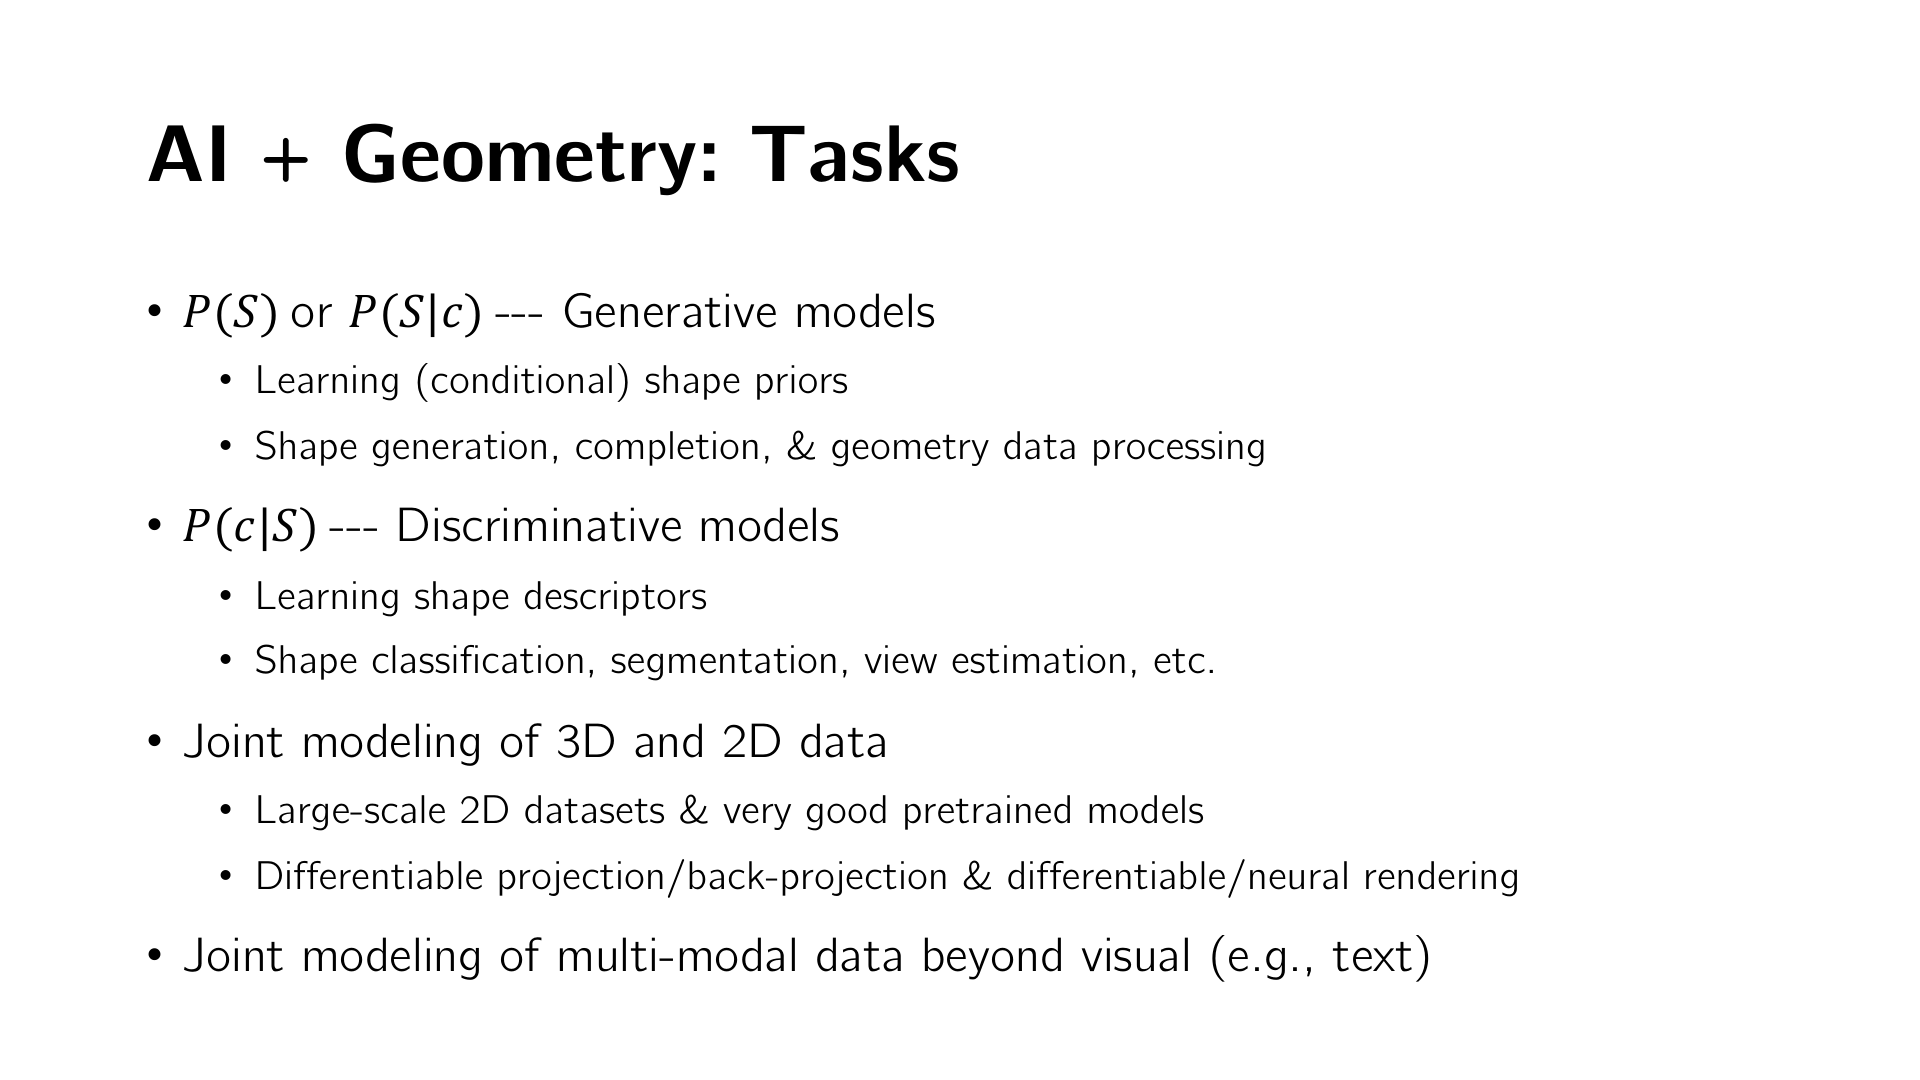 AI + Geometry: Tasks
• P(S) or P(S|c) --- Generative models
• Learning (conditional) shape priors
• Shape generation, completion, & geometry data processing
• P(c|S) --- Discriminative models
• Learning shape descriptors
• Shape classification, segmentation, view estimation, etc.
• Joint modeling of 3D and 2D data
• Large-scale 2D datasets & very good pretrained models
• Differentiable projection/back-projection & differentiable/neural rendering
• Joint modeling of multi-modal data beyond visual (e.g., text)